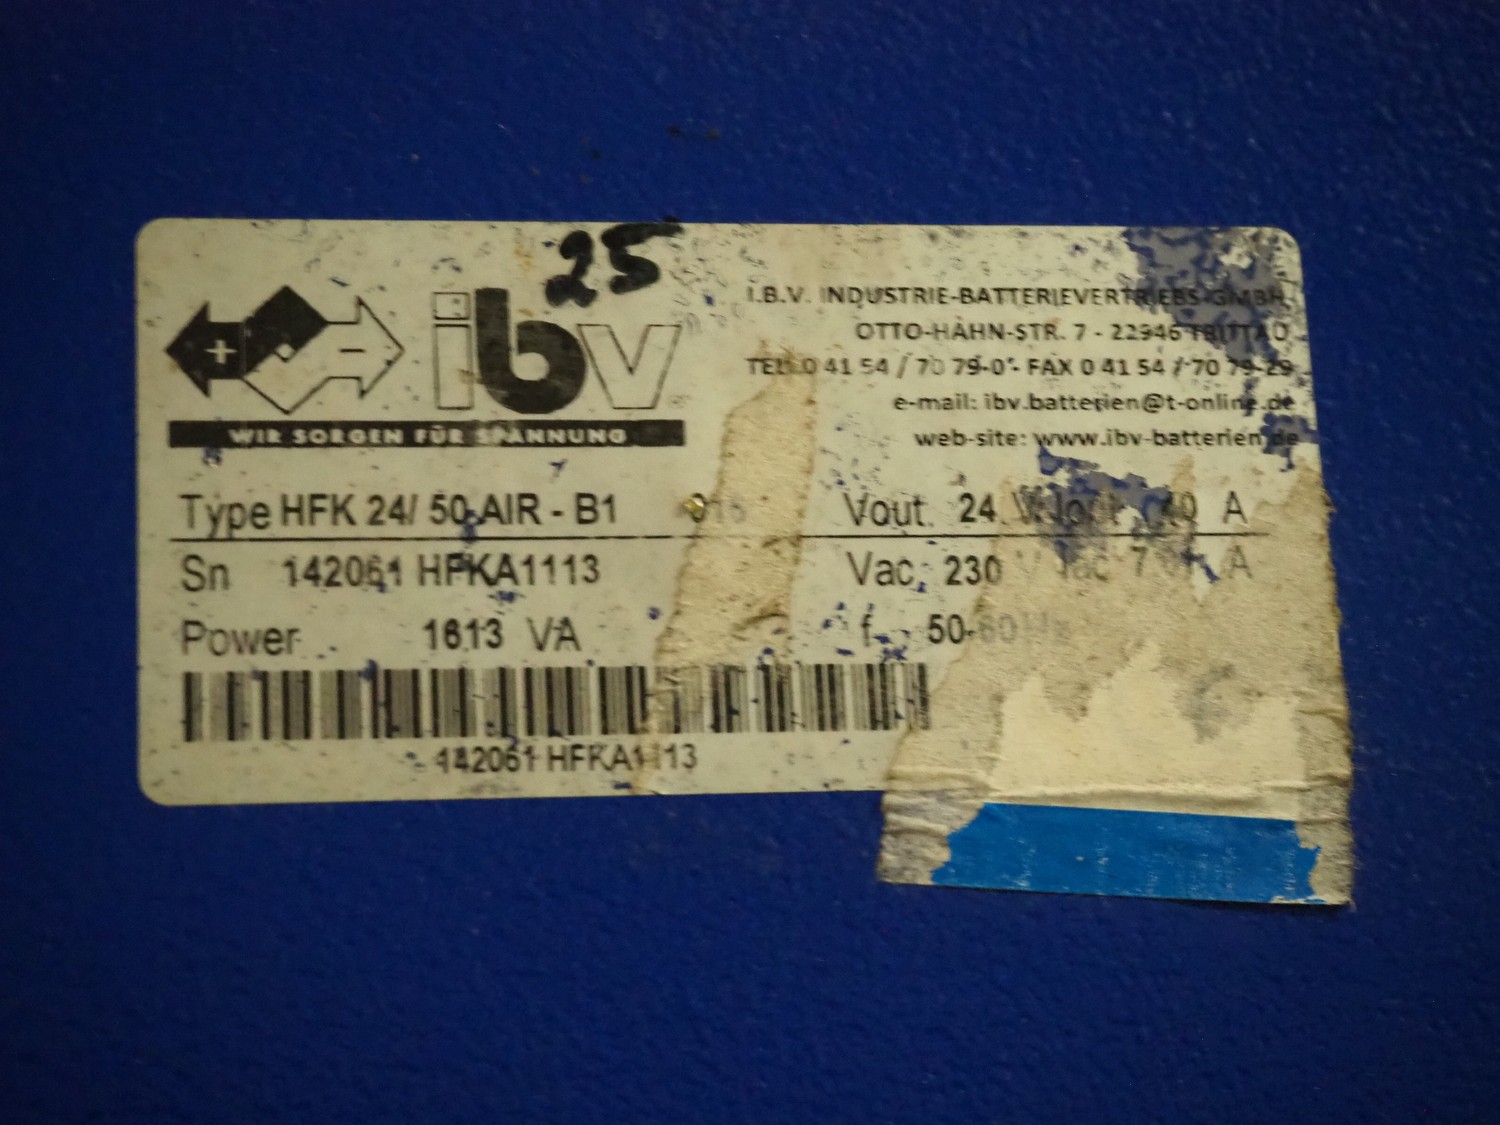 25
ibv
WIR SORGEN FÜR SPANNUNG
I.B.V. INDUSTRIE-BATTERIEVERTRIEBS-GMBH
OTTO-HAHN-STR. 7 - 22946 TRITTAU
TEL. 0 41 54 / 70 79-0 - FAX 0 41 54 / 70 79-29
e-mail: ibv.batterien@t-online.de
web-site: www.ibv-batterien.de
Type HFK 24/ 50 AIR - B1 Vout 24 V A
Sn 142061 HFKA1113 Vac 230 V Iac A
Power 1613 VA f 50-60 Hz
142061 HFKA1113